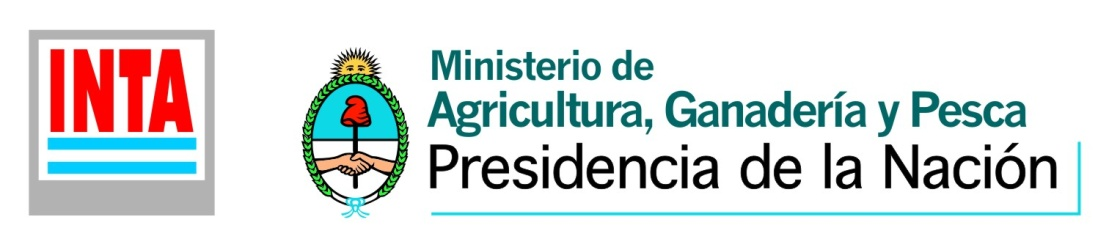 INTA
Ministerio de
Agricultura, Ganadería y Pesca
Presidencia de la Nación